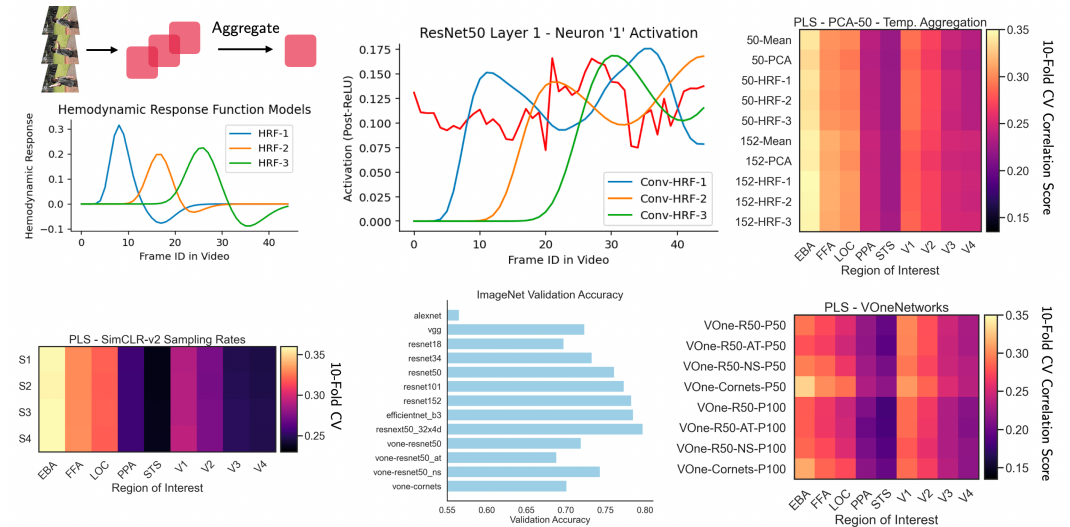 Aggregate
Hemodynamic Response Function Models
Hemodynamic Response
0.3
0.2
0.1
0.0
−0.1
HRF-1
HRF-2
HRF-3
0
20
40
Frame ID in Video
ResNet50 Layer 1 - Neuron '1' Activation
Activation (Post-ReLU)
0.175
0.150
0.125
0.100
0.075
0.050
0.025
0.000
Conv-HRF-1
Conv-HRF-2
Conv-HRF-3
0
10
20
30
40
Frame ID in Video
PLS - PCA-50 - Temp. Aggregation
50-Mean
50-PCA
50-HRF-1
50-HRF-2
50-HRF-3
152-Mean
152-PCA
152-HRF-1
152-HRF-2
152-HRF-3
EBA
FFA
LOC
PPA
STS
V1
V2
V3
V4
Region of Interest
0.35
0.30
0.25
0.20
0.15
10-Fold CV Correlation Score
PLS - SimCLR-v2 Sampling Rates
S1
S2
S3
S4
EBA
FFA
LOC
PPA
STS
V1
V2
V3
V4
Region of Interest
0.35
0.30
0.25
10-Fold CV
ImageNet Validation Accuracy
alexnet
vgg
resnet18
resnet34
resnet50
resnet101
resnet152
efficientnet_b3
resnext50_32x4d
vone-resnet50
vone-resnet50_at
vone-resnet50_ns
vone-cornets
0.55
0.60
0.65
0.70
0.75
0.80
Validation Accuracy
PLS - VOneNetworks
VOne-R50-P50
VOne-R50-AT-P50
VOne-R50-NS-P50
VOne-Cornets-P50
VOne-R50-P100
VOne-R50-AT-P100
VOne-R50-NS-P100
VOne-Cornets-P100
EBA
FFA
LOC
PPA
STS
V1
V2
V3
V4
Region of Interest
0.35
0.30
0.25
0.20
0.15
10-Fold CV Correlation Score